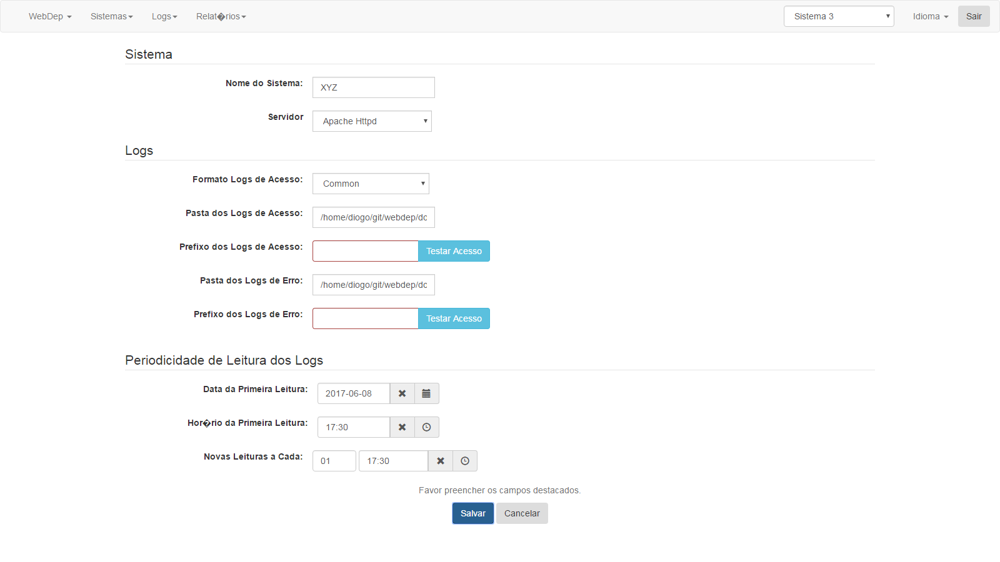 WebDep Sistemas Logs Relat�rios Sistema 3 Idioma Sair
Sistema
Nome do Sistema: XYZ
Servidor Apache Httpd
Logs
Formato Logs de Acesso: Common
Pasta dos Logs de Acesso: /home/diogo/git/webdep/dc
Prefixo dos Logs de Acesso: Testar Acesso
Pasta dos Logs de Erro: /home/diogo/git/webdep/dc
Prefixo dos Logs de Erro: Testar Acesso
Periodicidade de Leitura dos Logs
Data da Primeira Leitura: 2017-06-08
Hor�rio da Primeira Leitura: 17:30
Novas Leituras a Cada: 01 17:30
Favor preencher os campos destacados.
Salvar Cancelar